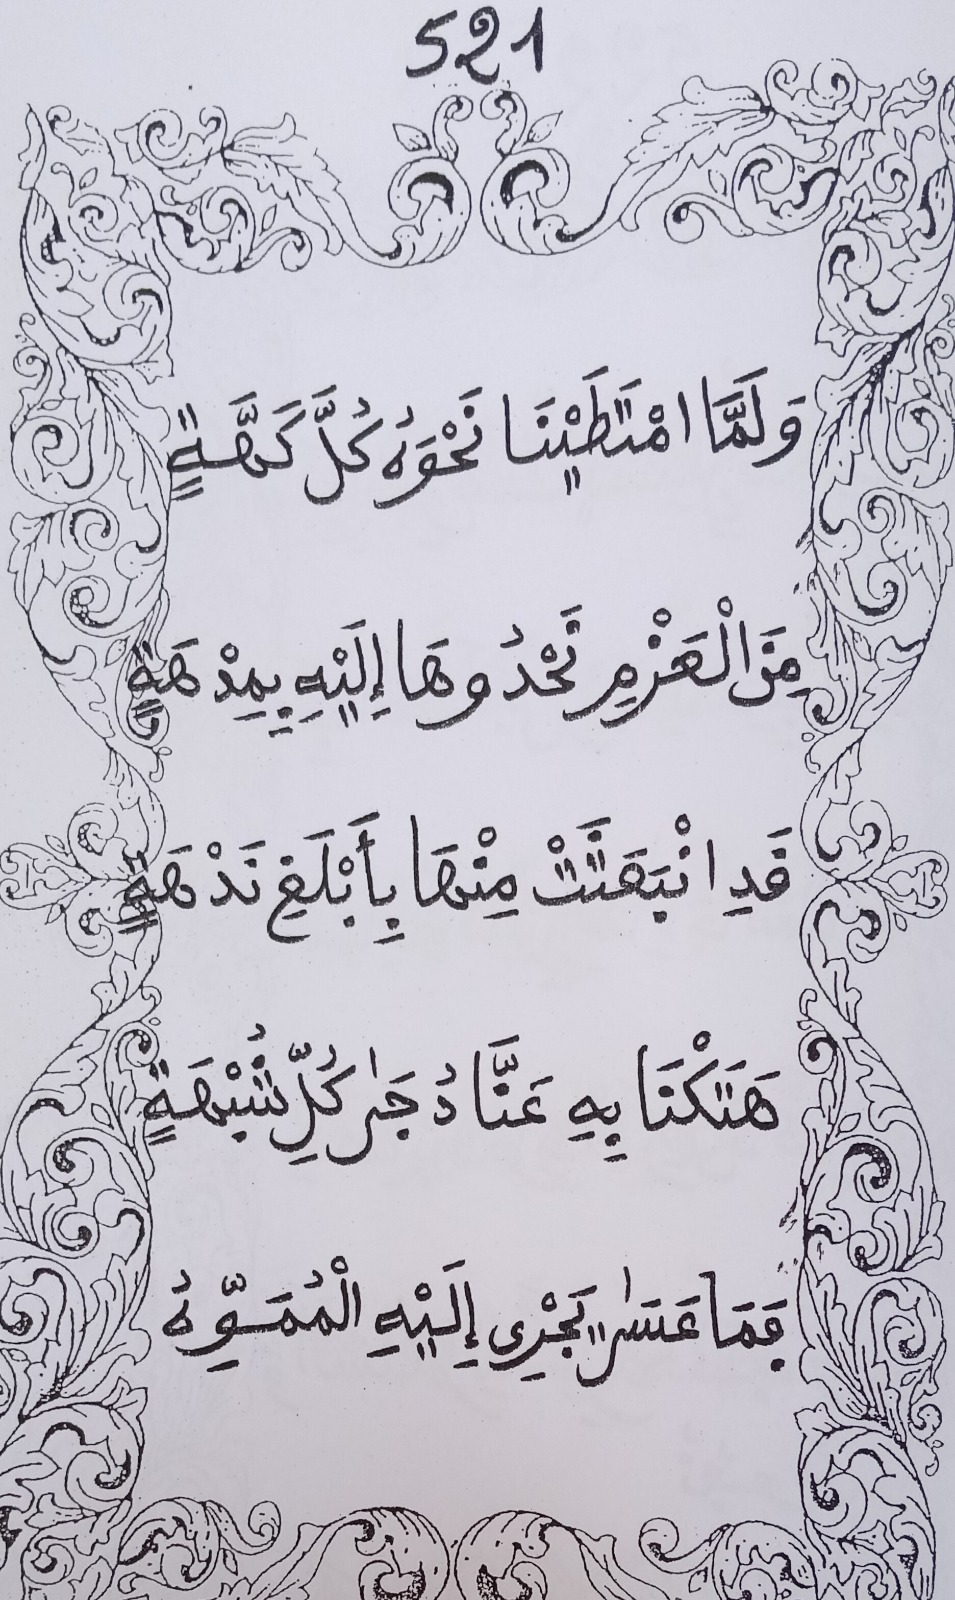 521
وَلَمَّا امْتَطَيْنَا نَحْوَهُ كُلَّ كَهَّةٍ
مِنَ الْعَزْمِ نَحْدُوهَا إِلَيْهِ بِمِدْهَةٍ
قَدِ انْبَعَثَتْ مِنْهَا بِأَبْلَغِ نَدْهَةٍ
هَتَكْنَا بِهِ عَنَّا دُجَىٰ كُلِّ شُبْهَةٍ
فَمَا عَسَىٰ يَجْرِى إِلَيْهِ الْمُمَوِّهُ